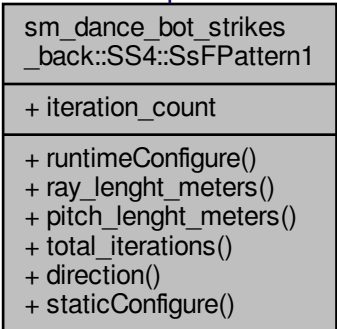 sm_dance_bot_strikes
_back::SS4::SsFPattern1
+ iteration_count
+ runtimeConfigure()
+ ray_lenght_meters()
+ pitch_lenght_meters()
+ total_iterations()
+ direction()
+ staticConfigure()